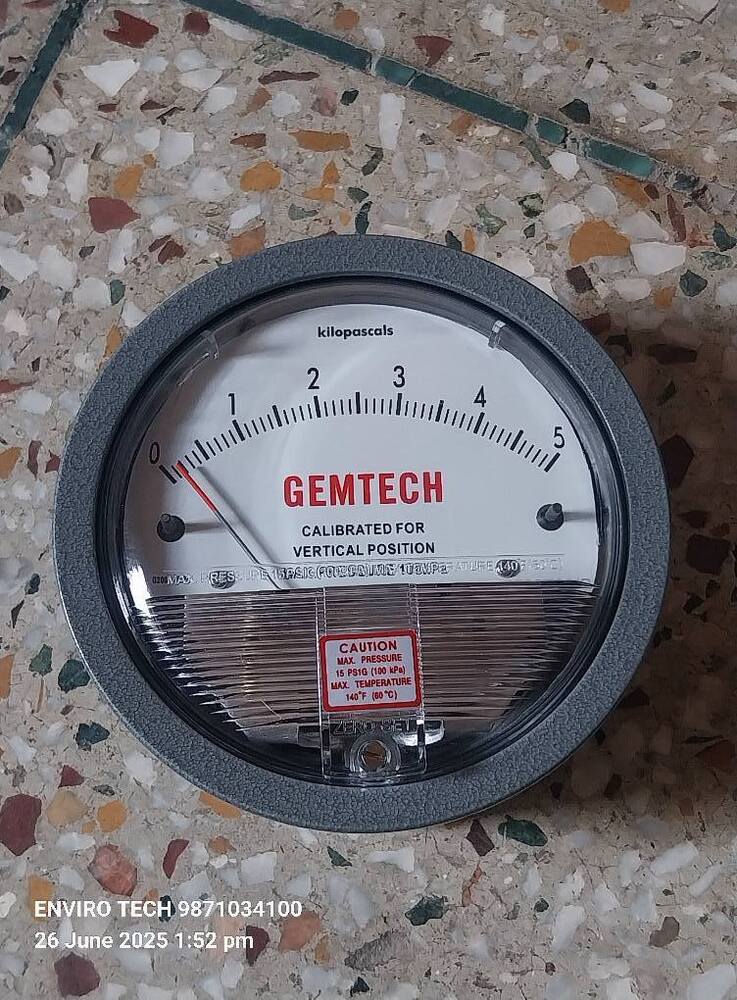 kilopascals
0 1 2 3 4 5
GEMTECH
CALIBRATED FOR
VERTICAL POSITION
CAUTION
MAX. PRESSURE
15 PS1G (100 kPa)
MAX. TEMPERATURE
140°F (60°C)
ZERO SET
ENVIRO TECH 9871034100
26 June 2025 1:52 pm